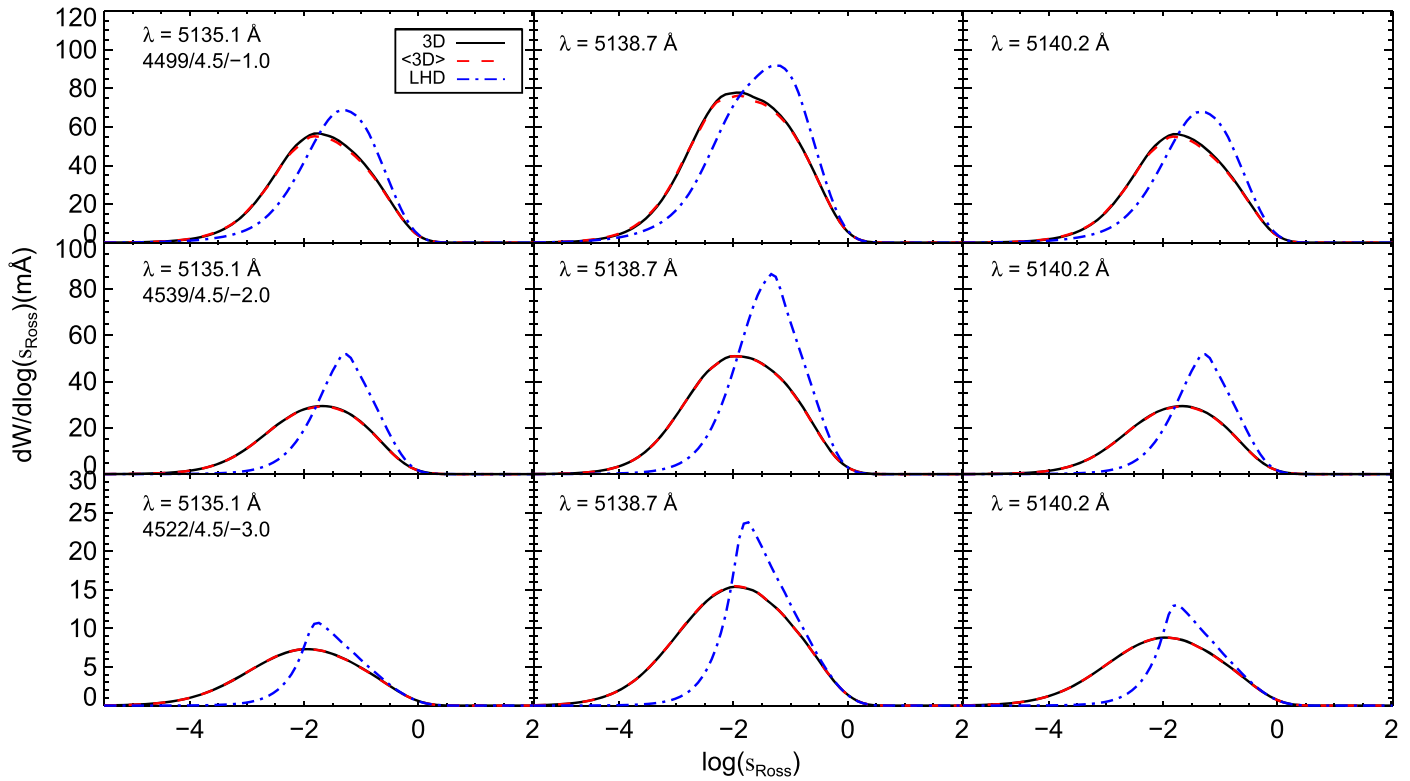 120
100
80
60
40
20
0
λ = 5135.1 Å
4499/4.5/−1.0
3D
<3D>
LHD
λ = 5138.7 Å
λ = 5140.2 Å
100
80
60
40
20
0
λ = 5135.1 Å
4539/4.5/−2.0
λ = 5138.7 Å
λ = 5140.2 Å
dW/dlog(s_Ross)(mÅ)
30
25
20
15
10
5
0
λ = 5135.1 Å
4522/4.5/−3.0
λ = 5138.7 Å
λ = 5140.2 Å
−4 −2 0 2 −4 −2 0 2 −4 −2 0 2
log(s_Ross)